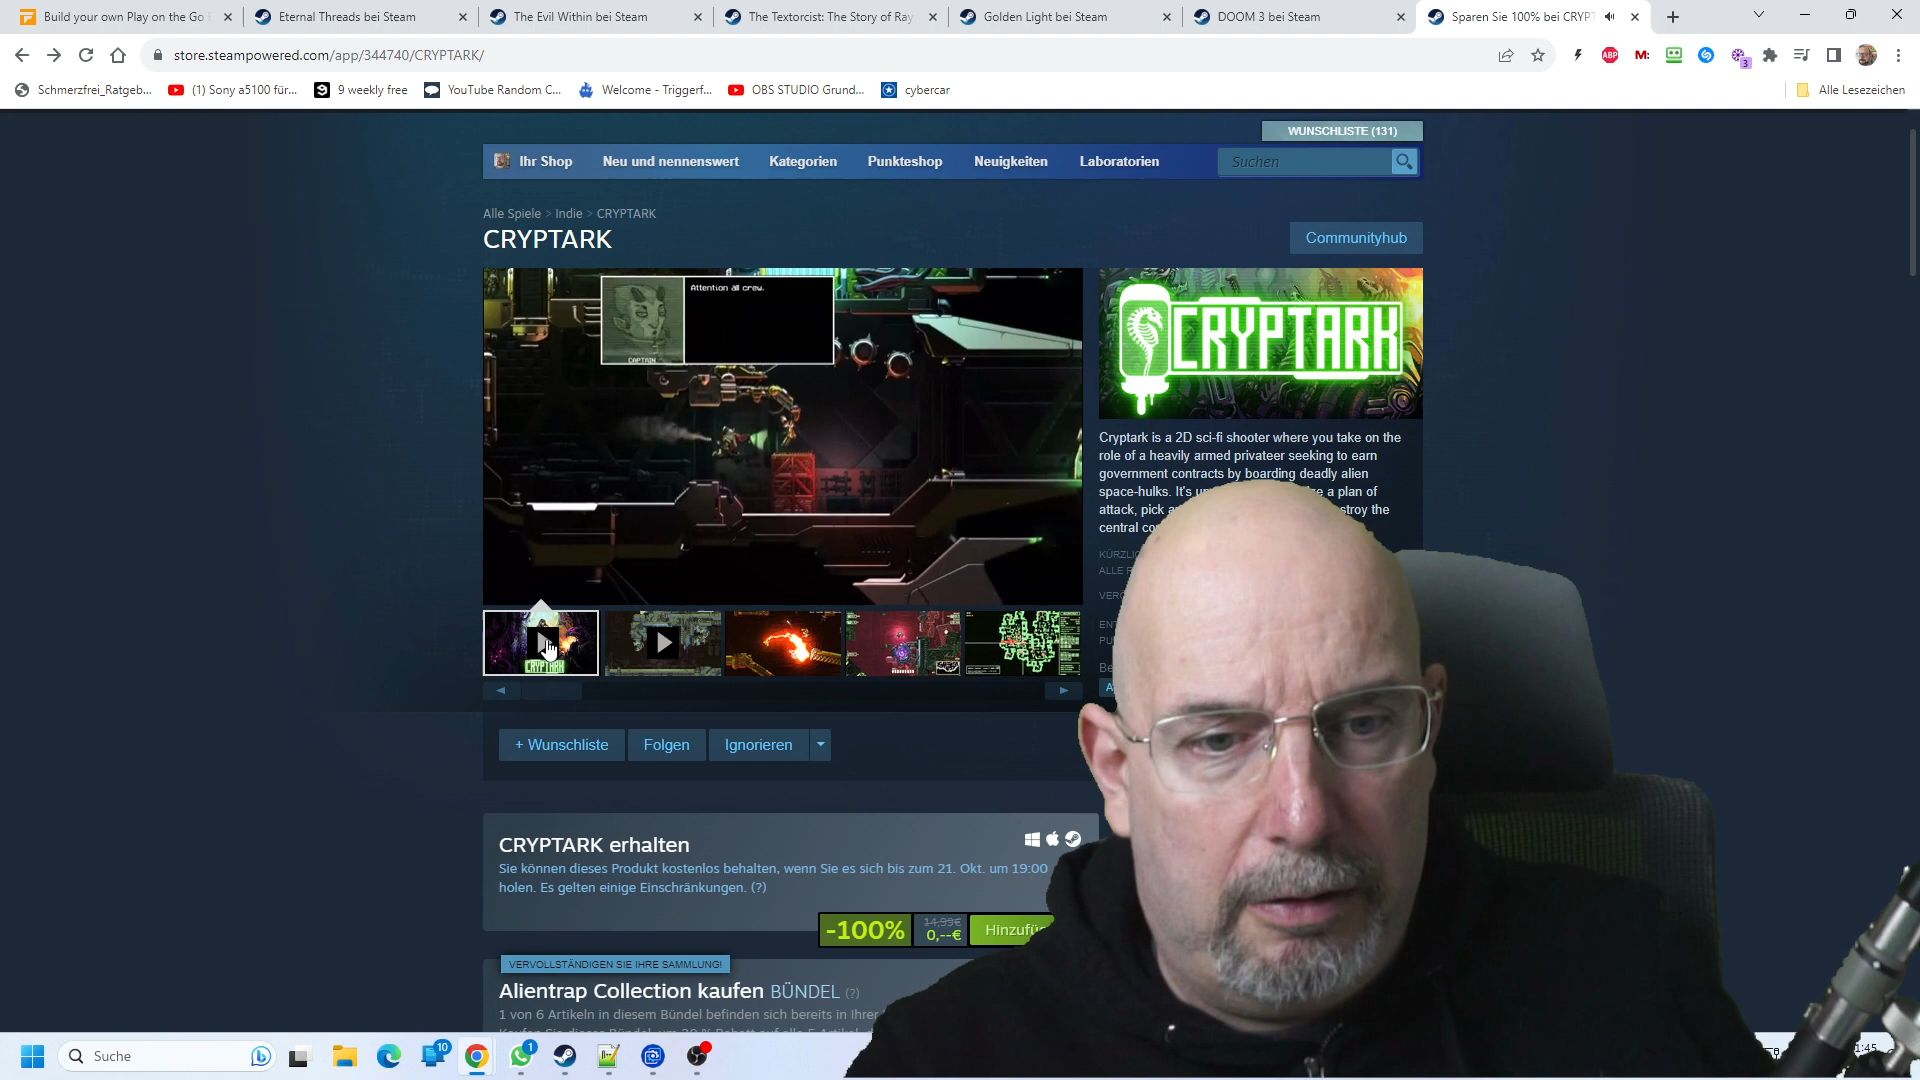 Build your own Play on the Go
Eternal Threads bei Steam
The Evil Within bei Steam
The Textorcist: The Story of Ray
Golden Light bei Steam
DOOM 3 bei Steam
Sparen Sie 100% bei CRYPT
store.steampowered.com/app/344740/CRYPTARK/
ABP
M:
3
Schmerzfrei_Ratgeb...
(1) Sony a5100 für...
9 weekly free
YouTube Random C...
Welcome - Triggerf...
OBS STUDIO Grund...
cybercar
Alle Lesezeichen
WUNSCHLISTE (131)
Ihr Shop
Neu und nennenswert
Kategorien
Punkteshop
Neuigkeiten
Laboratorien
Suchen
Alle Spiele > Indie > CRYPTARK
CRYPTARK
Communityhub
Attention all crew.
CAPTAIN
CRYPTARK
Cryptark is a 2D sci-fi shooter where you take on the
role of a heavily armed privateer seeking to earn
government contracts by boarding deadly alien
space-hulks. It's a plan of
attack, pick
central
CRYPTARK
+ Wunschliste
Folgen
Ignorieren
CRYPTARK erhalten
Sie können dieses Produkt kostenlos behalten, wenn Sie es sich bis zum 21. Okt. um 19:00
holen. Es gelten einige Einschränkungen. (?)
-100%
14,99€
0,--€
VERVOLLSTÄNDIGEN SIE IHRE SAMMLUNG!
Alientrap Collection kaufen BÜNDEL (?)
1 von 6 Artikeln in diesem Bündel befinden sich bereits in Ihrer
Suche
10
1